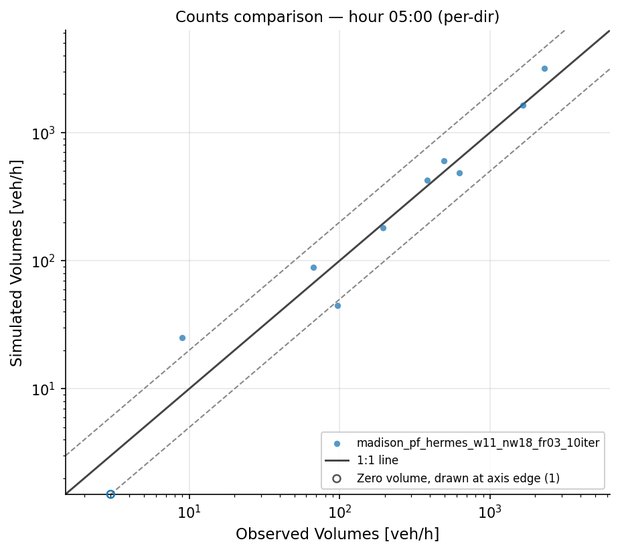 Counts comparison — hour 05:00 (per-dir)
Simulated Volumes [veh/h]
10³
10²
10¹
madison_pf_hermes_w11_nw18_fr03_10iter
1:1 line
Zero volume, drawn at axis edge (1)
10¹ 10² 10³
Observed Volumes [veh/h]